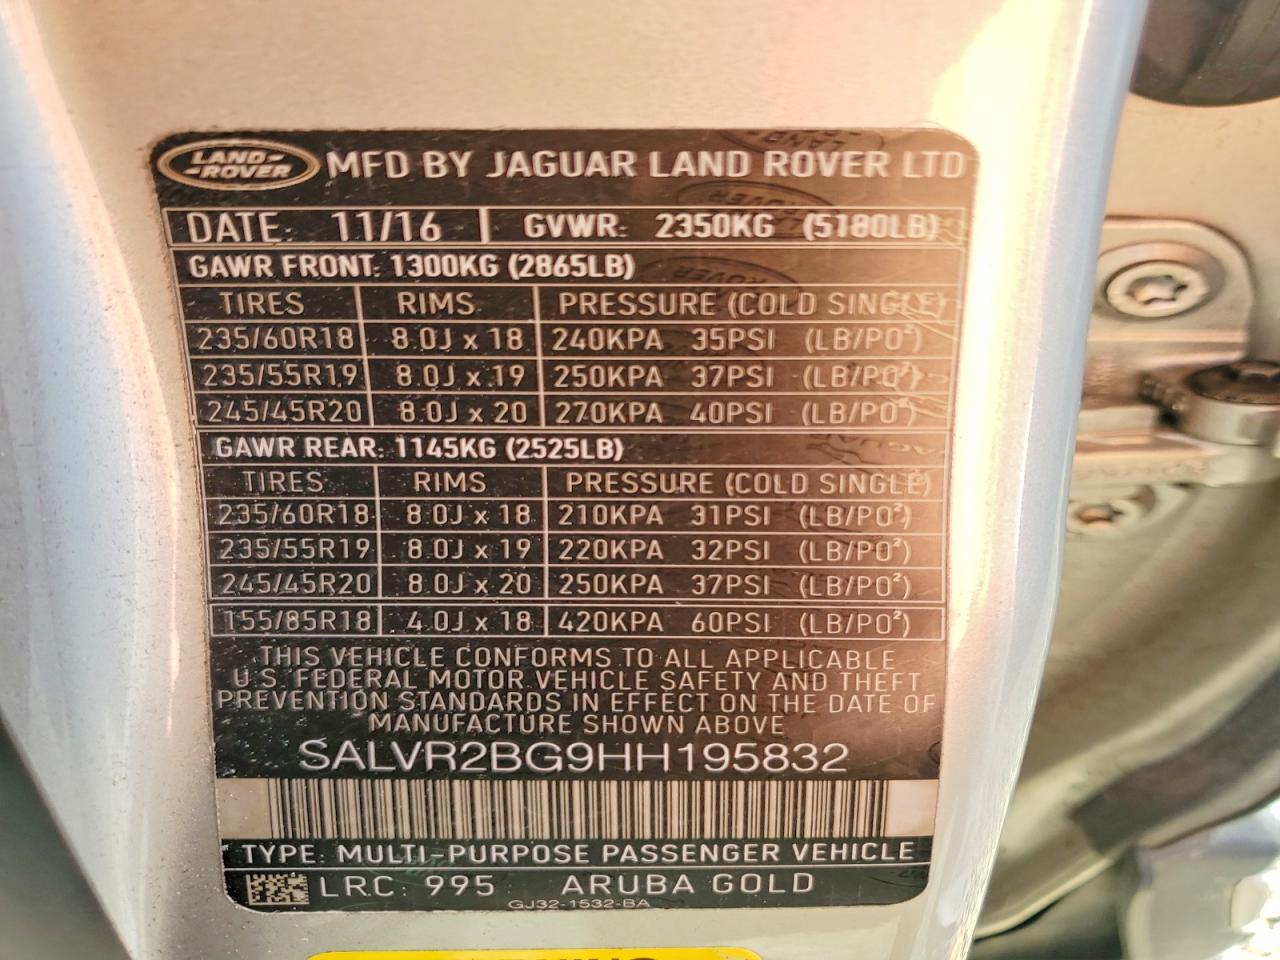 LAND-
-ROVER
MFD BY JAGUAR LAND ROVER LTD
DATE: 11/16 GVWR: 2350KG (5180LB)
GAWR FRONT: 1300KG (2865LB)
TIRES RIMS PRESSURE (COLD SINGLE)
235/60R18 8.0J x 18 240KPA 35PSI (LB/PO²)
235/55R19 8.0J x 19 250KPA 37PSI (LB/PO²)
245/45R20 8.0J x 20 270KPA 40PSI (LB/PO²)
GAWR REAR: 1145KG (2525LB)
TIRES RIMS PRESSURE (COLD SINGLE)
235/60R18 8.0J x 18 210KPA 31PSI (LB/PO²)
235/55R19 8.0J x 19 220KPA 32PSI (LB/PO²)
245/45R20 8.0J x 20 250KPA 37PSI (LB/PO²)
155/85R18 4.0J x 18 420KPA 60PSI (LB/PO²)
THIS VEHICLE CONFORMS TO ALL APPLICABLE
U.S. FEDERAL MOTOR VEHICLE SAFETY AND THEFT
PREVENTION STANDARDS IN EFFECT ON THE DATE OF
MANUFACTURE SHOWN ABOVE
SALVR2BG9HH195832
TYPE: MULTI-PURPOSE PASSENGER VEHICLE
LRC: 995 ARUBA GOLD
GJ32-1532-BA